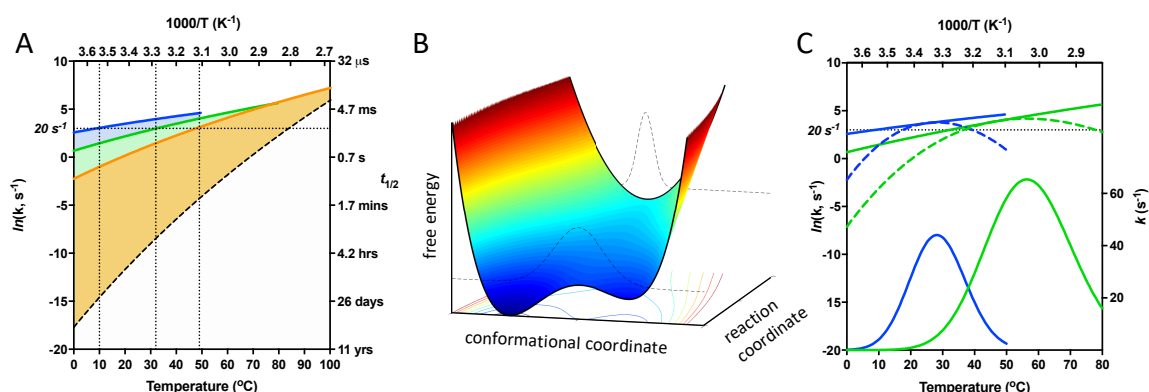 A
1000/T (K⁻¹)
3.6 3.5 3.4 3.3 3.2 3.1 3.0 2.9 2.8 2.7
10
5
20 s⁻¹
0
-5
-10
-15
-20
ln(k, s⁻¹)
32 μs
4.7 ms
0.7 s
t1/2
1.7 mins
4.2 hrs
26 days
11 yrs
0 10 20 30 40 50 60 70 80 90 100
Temperature (°C)
B
free energy
conformational coordinate
reaction
coordinate
C
1000/T (K⁻¹)
3.6 3.5 3.4 3.3 3.2 3.1 3.0 2.9
10
5
20 s⁻¹
0
-5
-10
-15
-20
ln(k, s⁻¹)
60
40
20
k (s⁻¹)
0 10 20 30 40 50 60 70 80
Temperature (°C)